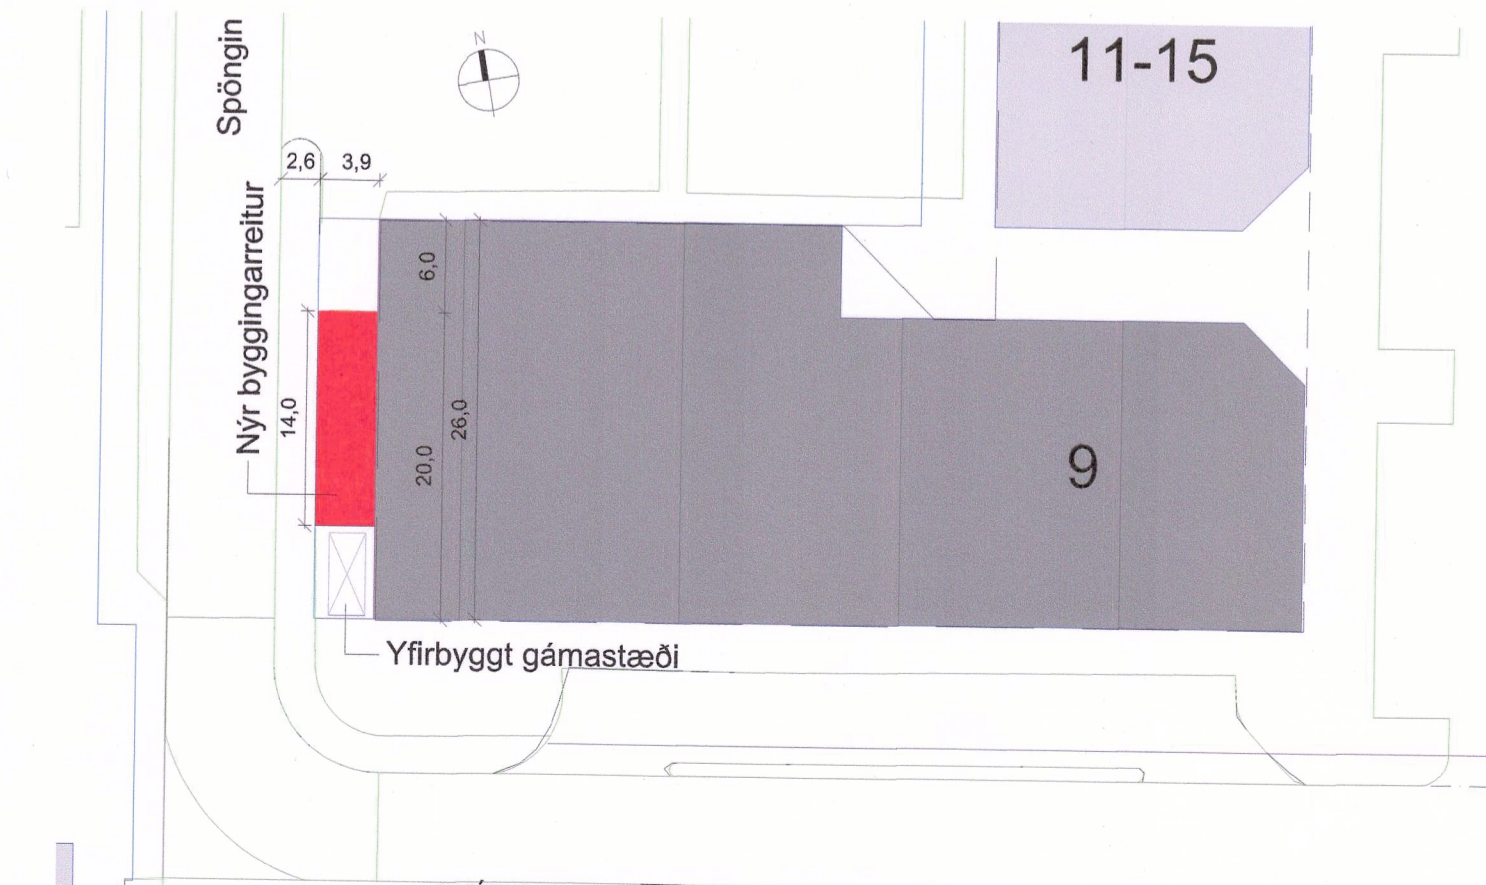 Spöngin
N
11-15
2,6
3,9
Nýr byggingarreitur
6,0
14,0
26,0
20,0
9
Yfirbyggt gámastæði